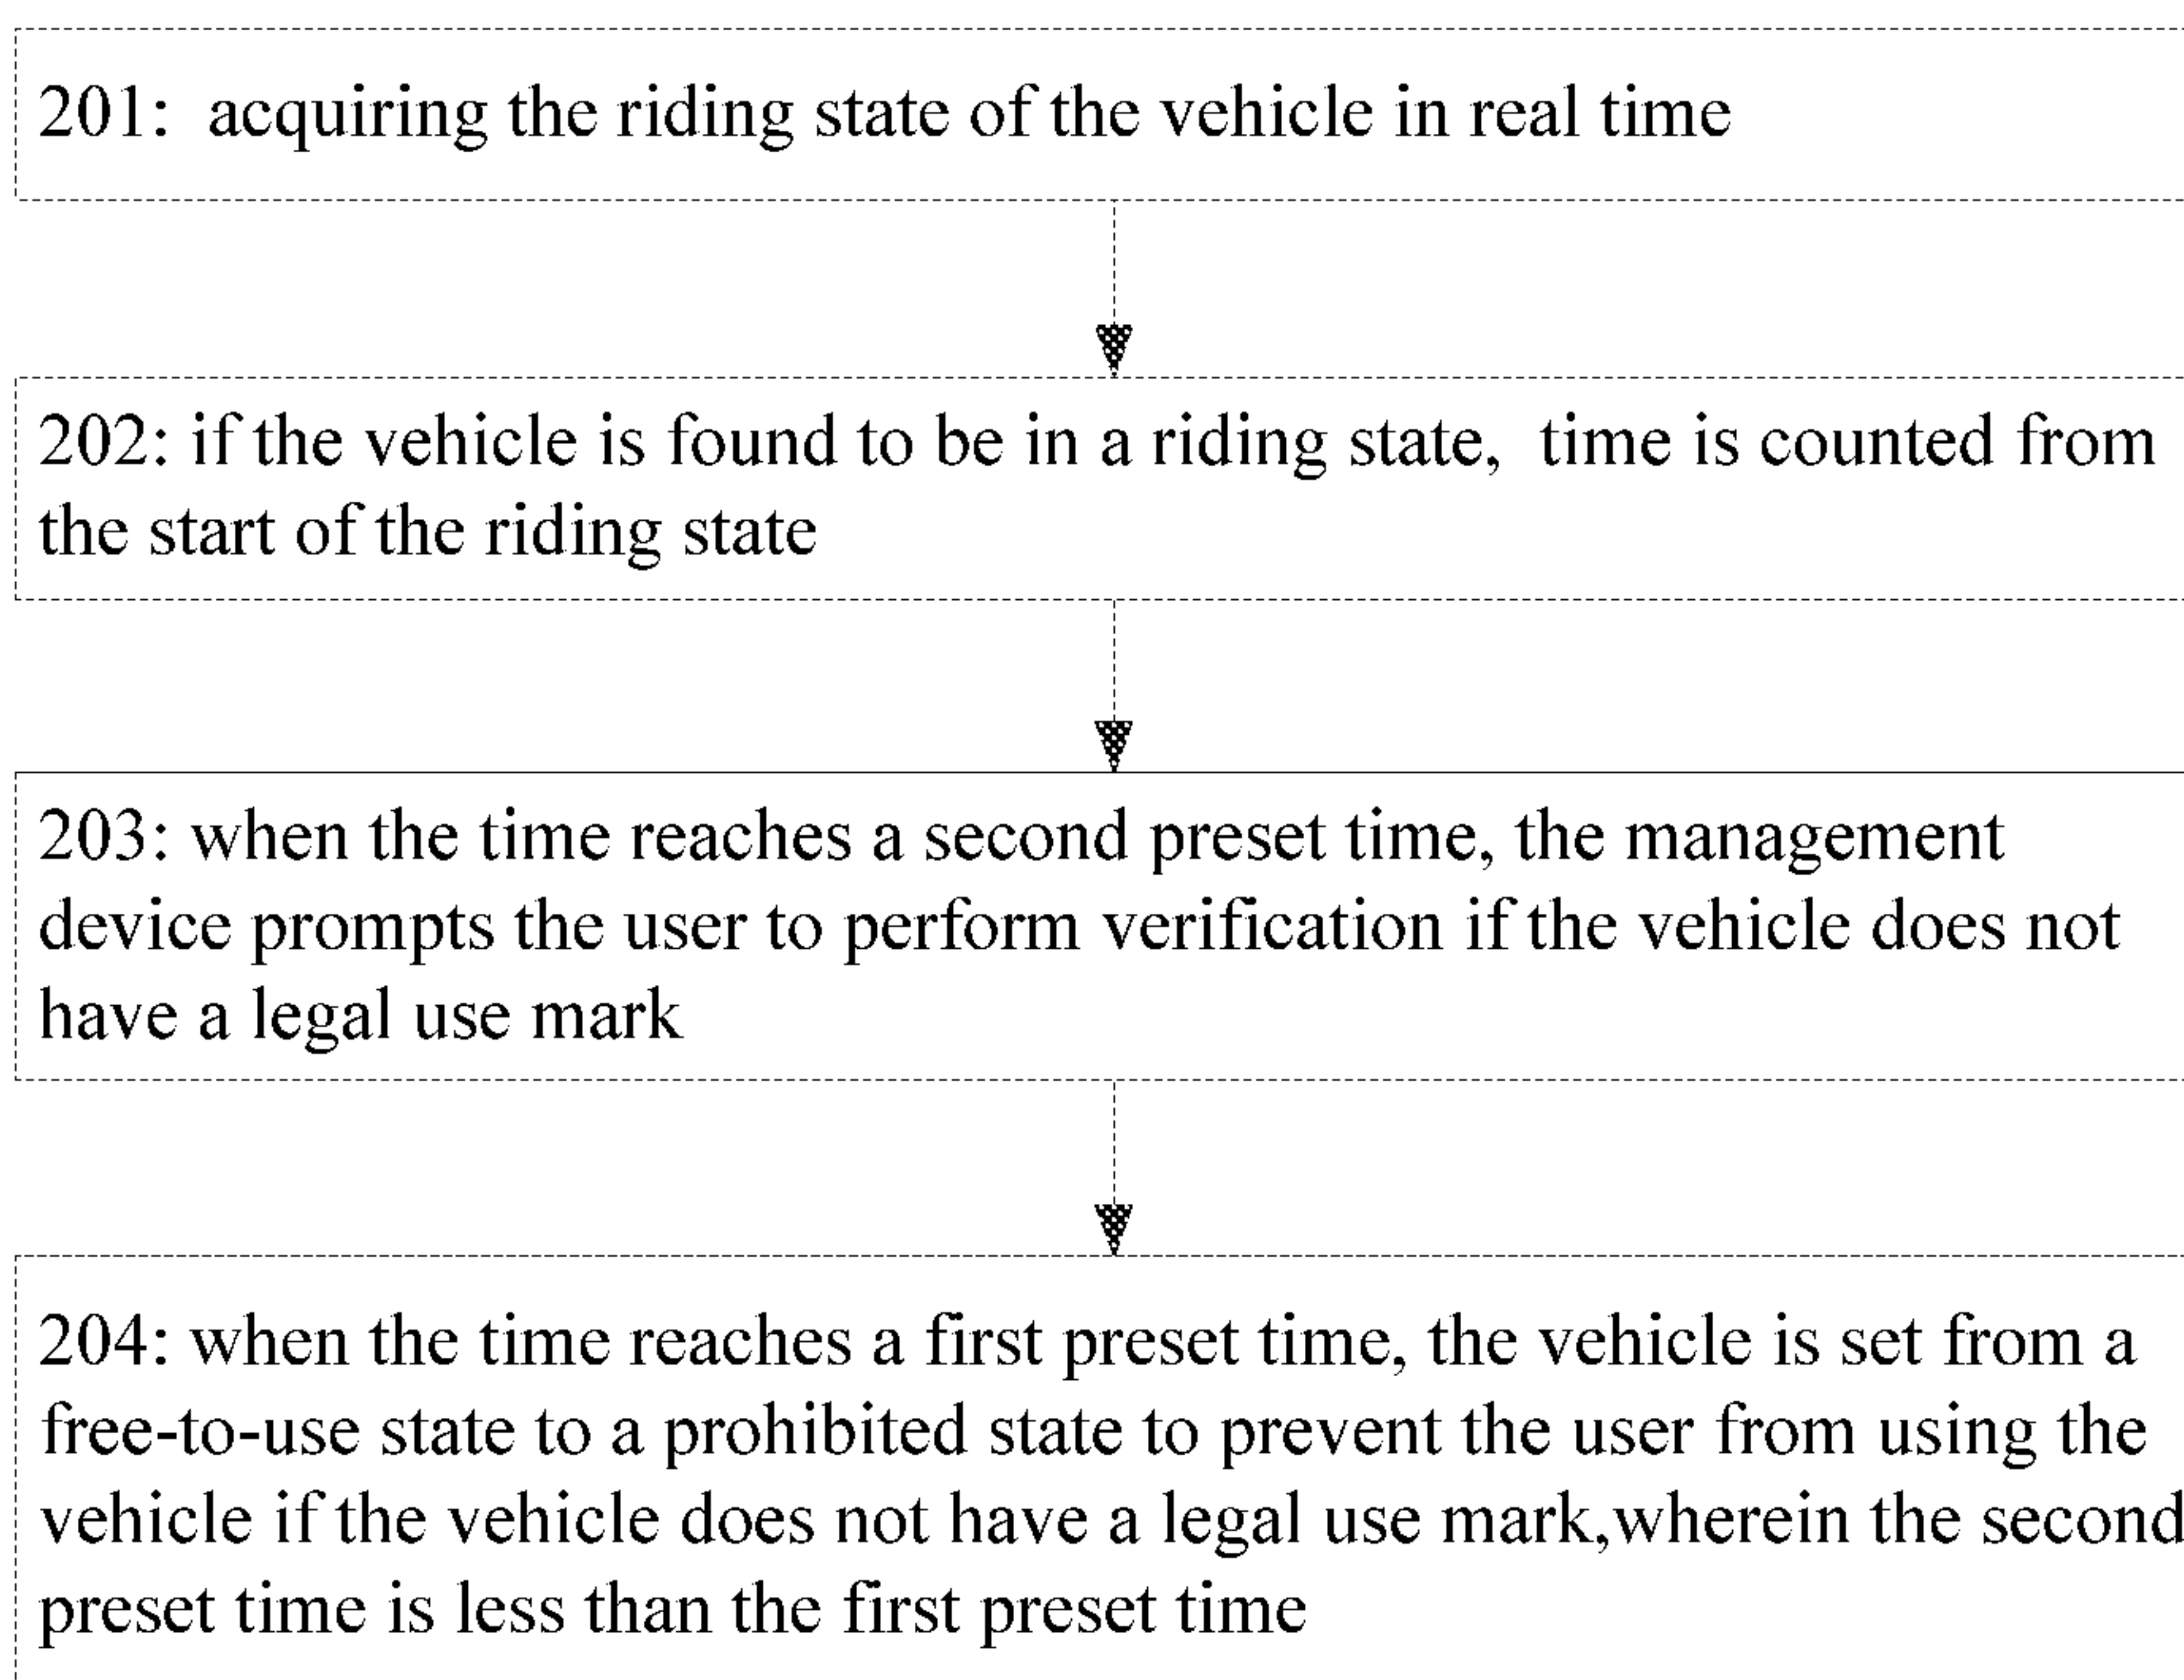 201:  acquiring the riding state of the vehicle in real time
202: if the vehicle is found to be in a riding state,  time is counted from
the start of the riding state
203: when the time reaches a second preset time, the management
device prompts the user to perform verification if the vehicle does not
have a legal use mark
204: when the time reaches a first preset time, the vehicle is set from a
free-to-use state to a prohibited state to prevent the user from using the
vehicle if the vehicle does not have a legal use mark,wherein the second
preset time is less than the first preset time